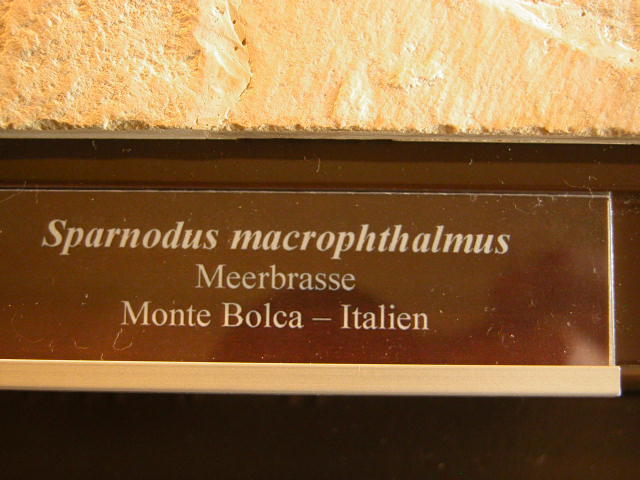 Sparnodus macrophthalmus
Meerbrasse
Monte Bolca – Italien